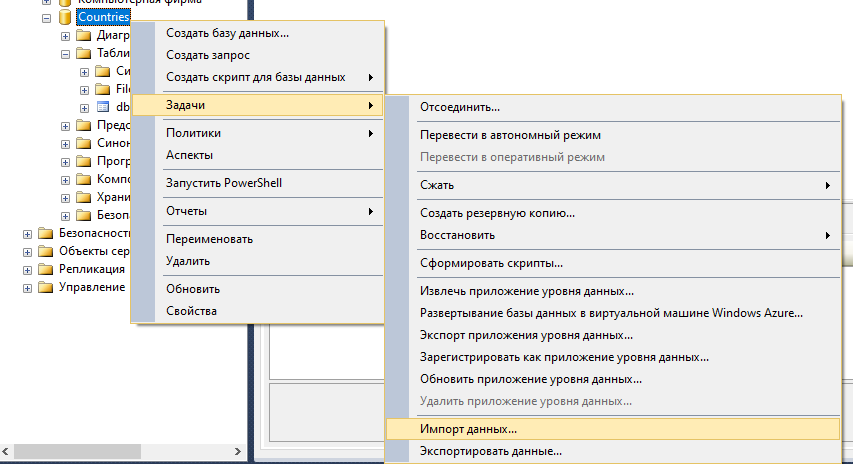 Компьютерная фирма
Countries
Диагр
Табли
Си
File
db
Предс
Синон
Прогр
Компо
Храни
Безопа
Безопасность
Объекты сер
Репликация
Управление
Создать базу данных...
Создать запрос
Создать скрипт для базы данных
Задачи
Политики
Аспекты
Запустить PowerShell
Отчеты
Переименовать
Удалить
Обновить
Свойства
Отсоединить...
Перевести в автономный режим
Перевести в оперативный режим
Сжать
Создать резервную копию...
Восстановить
Сформировать скрипты...
Извлечь приложение уровня данных...
Развертывание базы данных в виртуальной машине Windows Azure...
Экспорт приложения уровня данных...
Зарегистрировать как приложение уровня данных...
Обновить приложение уровня данных...
Удалить приложение уровня данных...
Импорт данных...
Экспортировать данные...